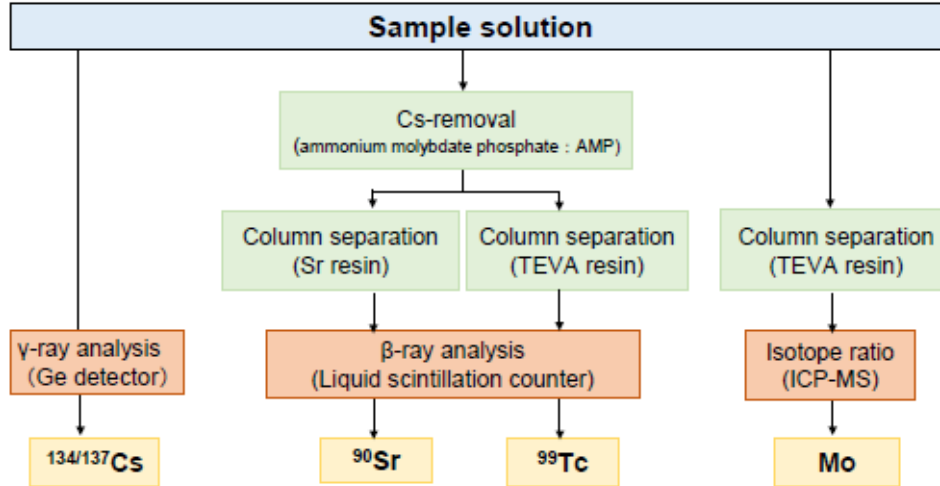 Sample solution
Cs-removal
(ammonium molybdate phosphate : AMP)
Column separation
(Sr resin)
Column separation
(TEVA resin)
Column separation
(TEVA resin)
γ-ray analysis
(Ge detector)
β-ray analysis
(Liquid scintillation counter)
Isotope ratio
(ICP-MS)
¹³⁴/¹³⁷Cs
⁹⁰Sr
⁹⁹Tc
Mo